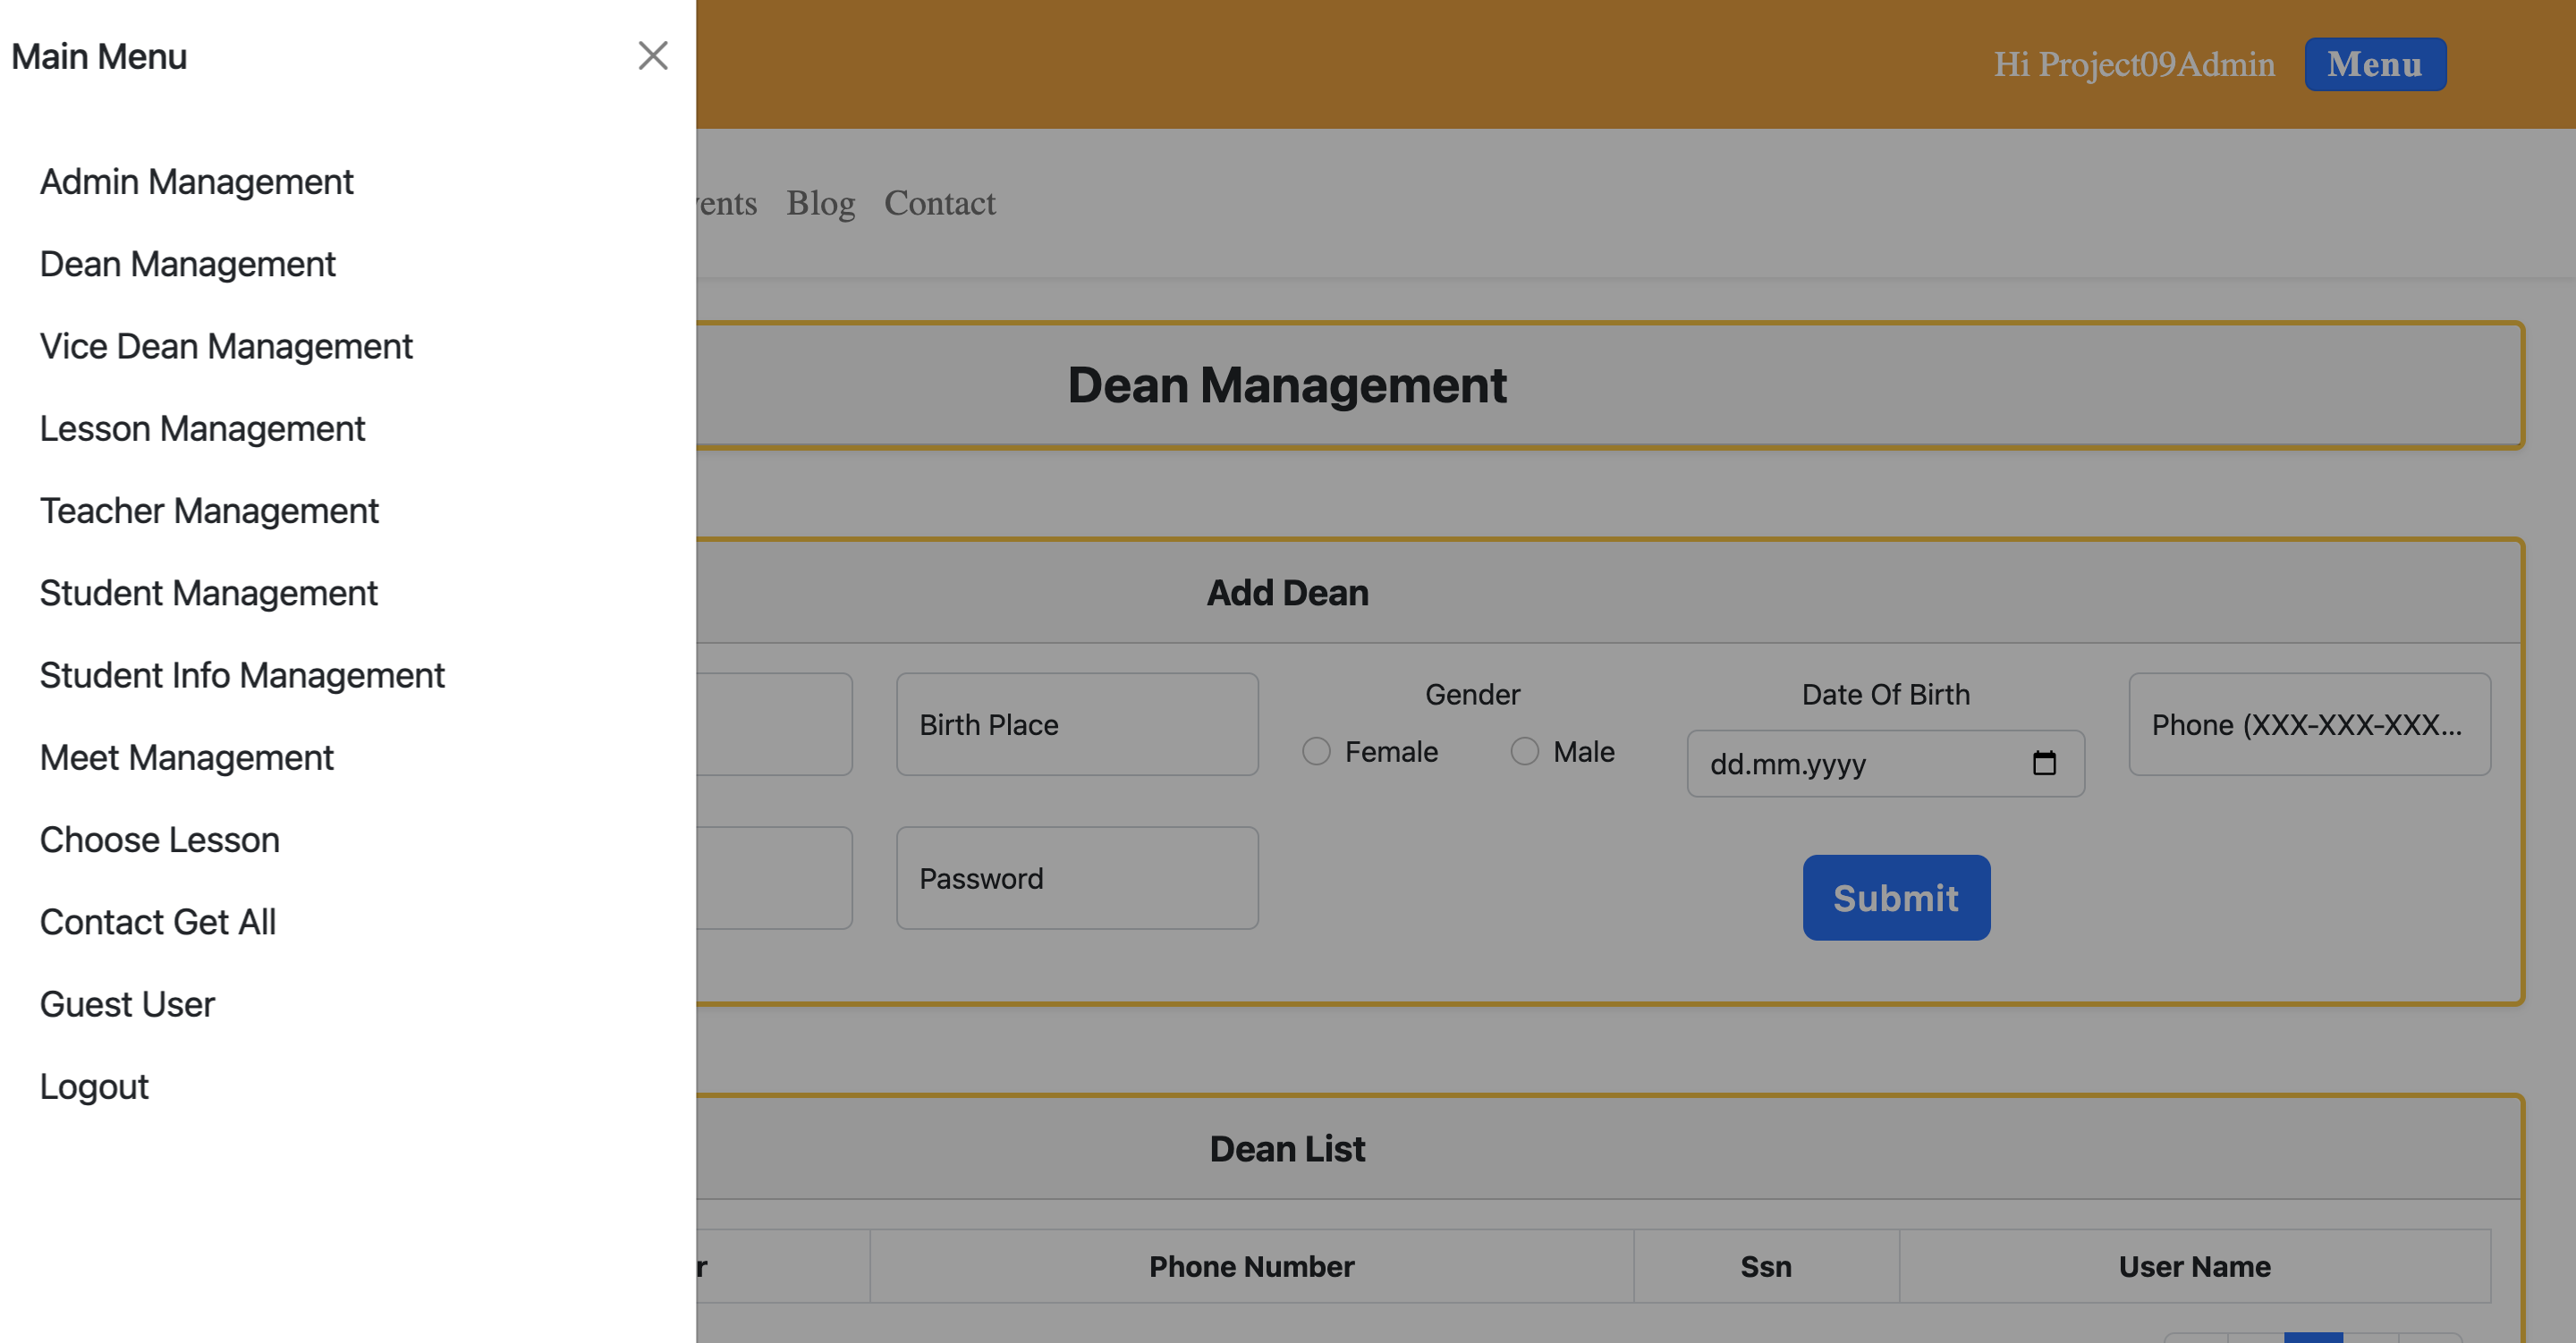 Main Menu
Hi Project09Admin
Menu
Admin Management
Dean Management
Vice Dean Management
Lesson Management
Teacher Management
Student Management
Student Info Management
Meet Management
Choose Lesson
Contact Get All
Guest User
Logout
Blog Contact
Dean Management
Add Dean
Birth Place
Gender
Female Male
Date Of Birth
dd.mm.yyyy
Phone (XXX-XXX-XXX...
Password
Submit
Dean List
Phone Number Ssn User Name